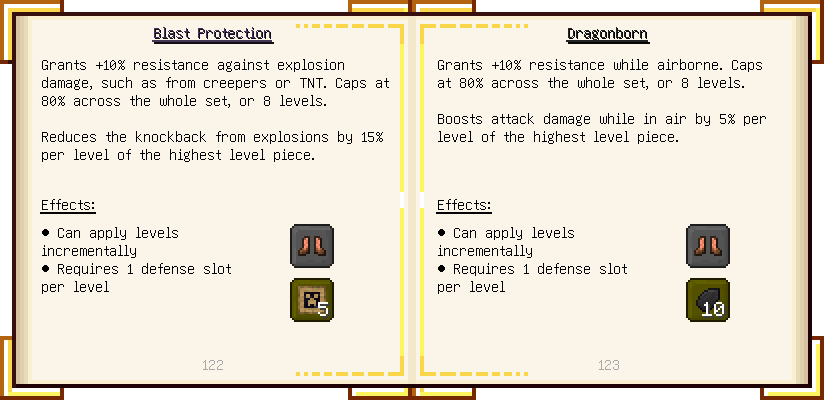 Blast Protection
Grants +10% resistance against explosion
damage, such as from creepers or TNT. Caps at
80% across the whole set, or 8 levels.
Reduces the knockback from explosions by 15%
per level of the highest level piece.
Effects:
• Can apply levels
incrementally
• Requires 1 defense slot
per level
5
122
Dragonborn
Grants +10% resistance while airborne. Caps
at 80% across the whole set, or 8 levels.
Boosts attack damage while in air by 5% per
level of the highest level piece.
Effects:
• Can apply levels
incrementally
• Requires 1 defense slot
per level
10
123